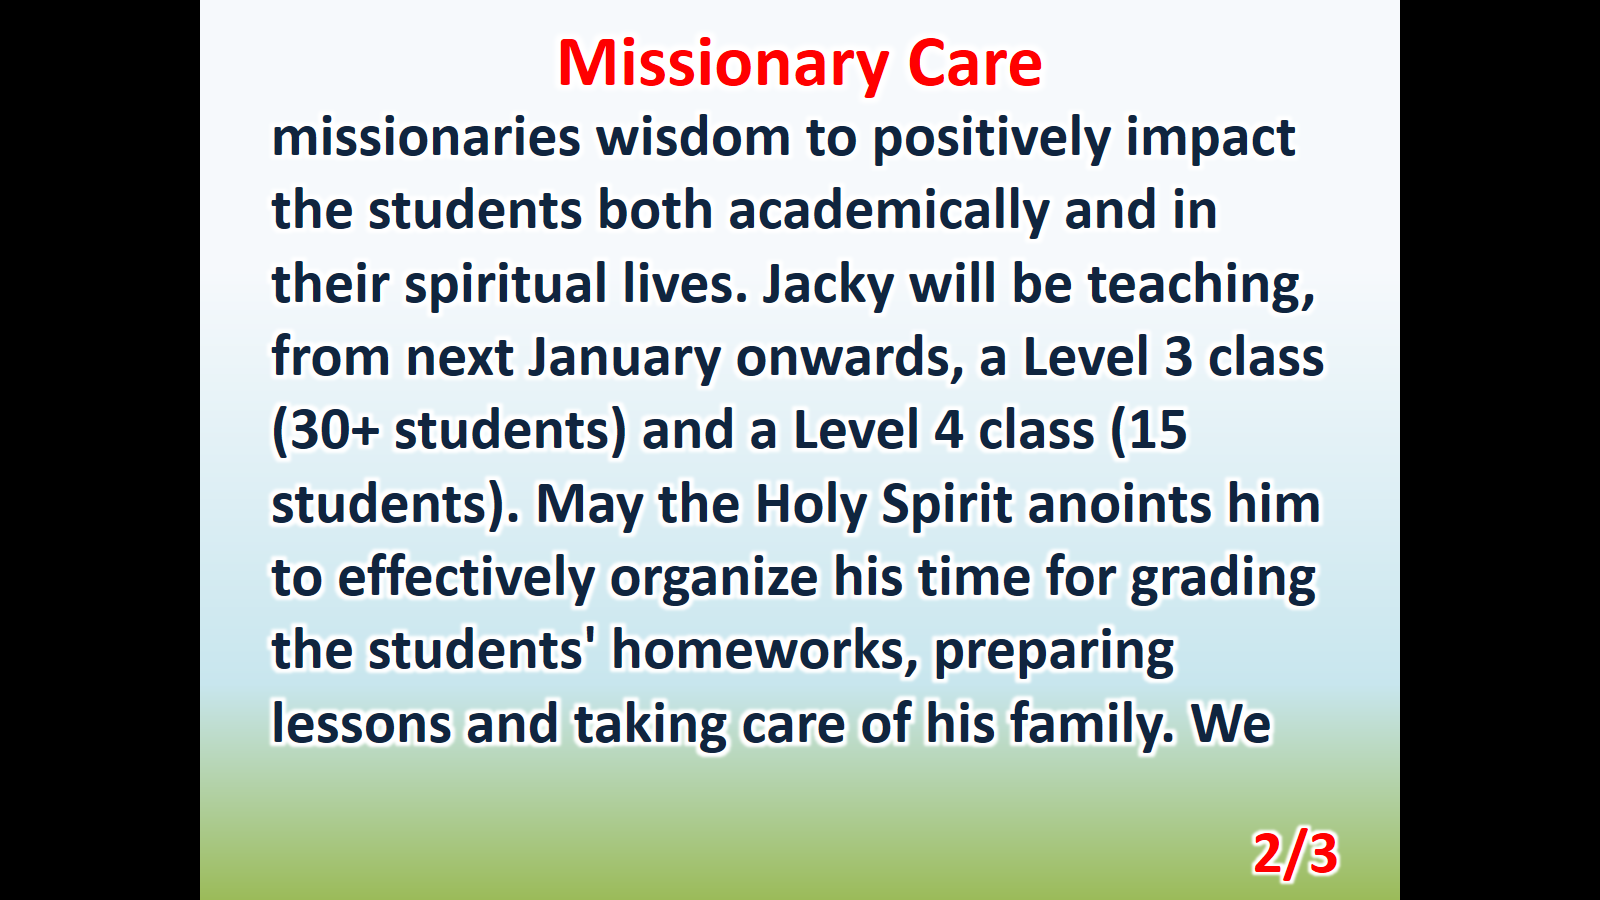 Missionary Care
missionaries wisdom to positively impact
the students both academically and in
their spiritual lives. Jacky will be teaching,
from next January onwards, a Level 3 class
(30+ students) and a Level 4 class (15
students). May the Holy Spirit anoints him
to effectively organize his time for grading
the students' homeworks, preparing
lessons and taking care of his family. We
2/3